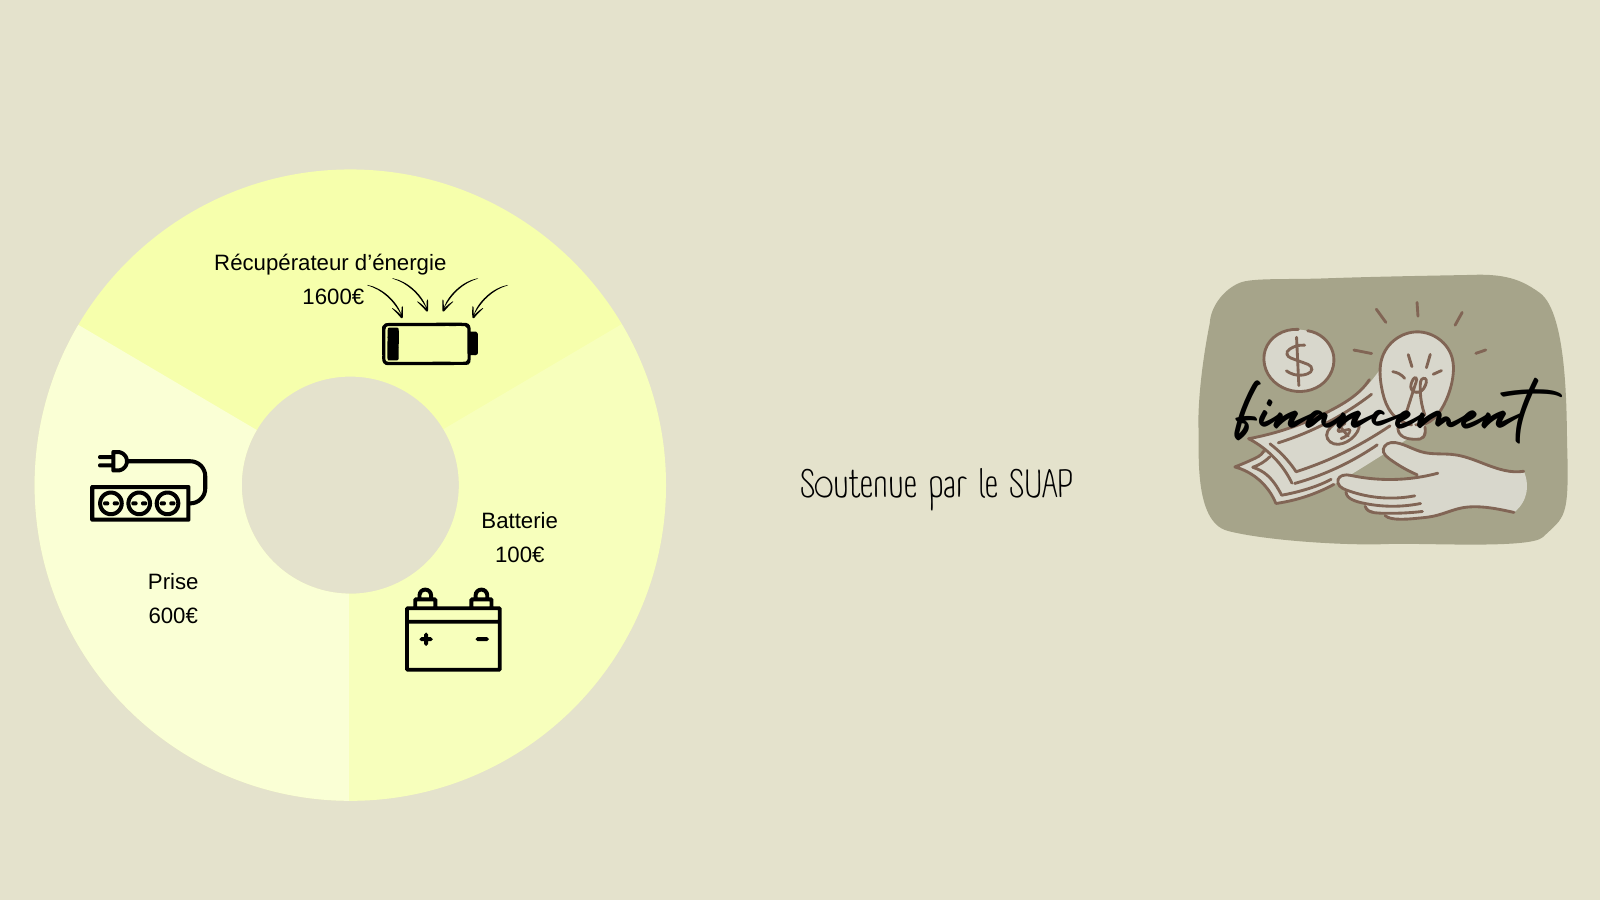 Récupérateur d’énergie
1600€
Prise
600€
Batterie
100€
Soutenue par le SUAP
$
financement